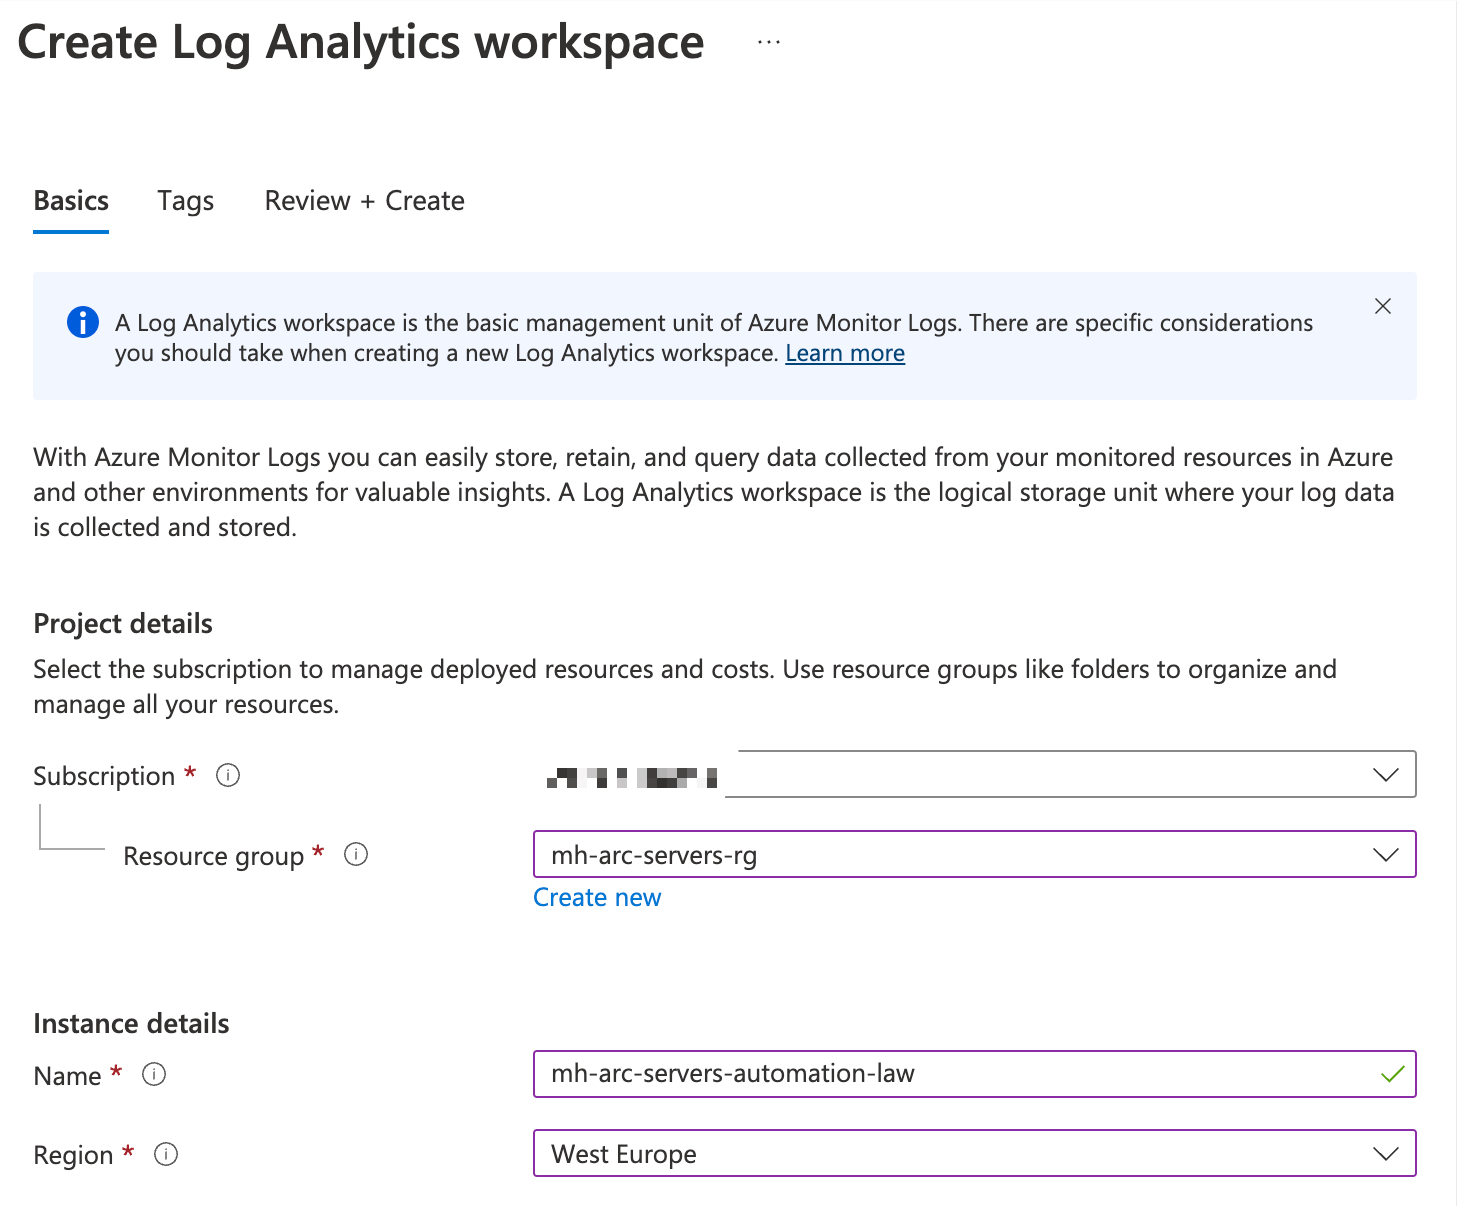 Create Log Analytics workspace ...
Basics Tags Review + Create
A Log Analytics workspace is the basic management unit of Azure Monitor Logs. There are specific considerations
you should take when creating a new Log Analytics workspace. Learn more
With Azure Monitor Logs you can easily store, retain, and query data collected from your monitored resources in Azure
and other environments for valuable insights. A Log Analytics workspace is the logical storage unit where your log data
is collected and stored.
Project details
Select the subscription to manage deployed resources and costs. Use resource groups like folders to organize and
manage all your resources.
Subscription *
Resource group * mh-arc-servers-rg
Create new
Instance details
Name * mh-arc-servers-automation-law
Region * West Europe